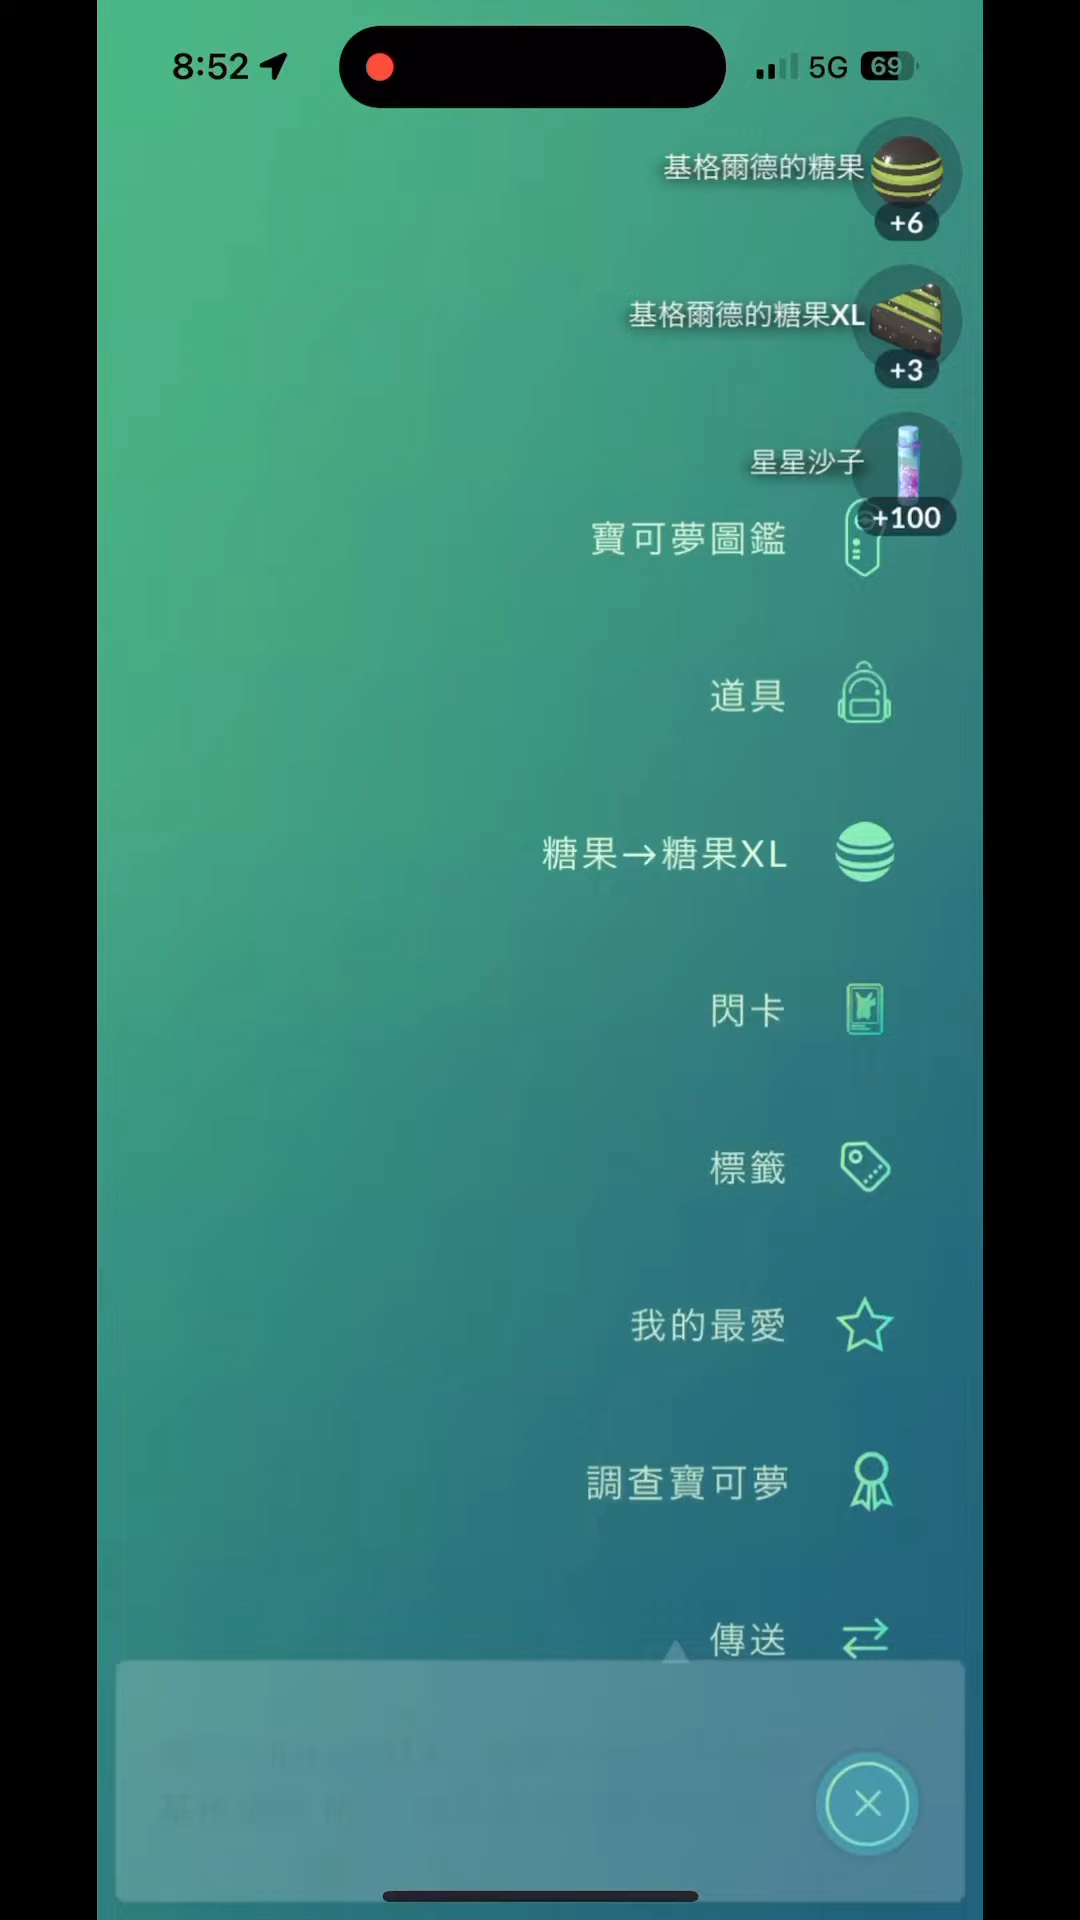 8:52
5G
69
基格爾德的糖果
+6
基格爾德的糖果XL
+3
星星沙子
+100
寶可夢圖鑑
道具
糖果→糖果XL
閃卡
標籤
我的最愛
調查寶可夢
傳送